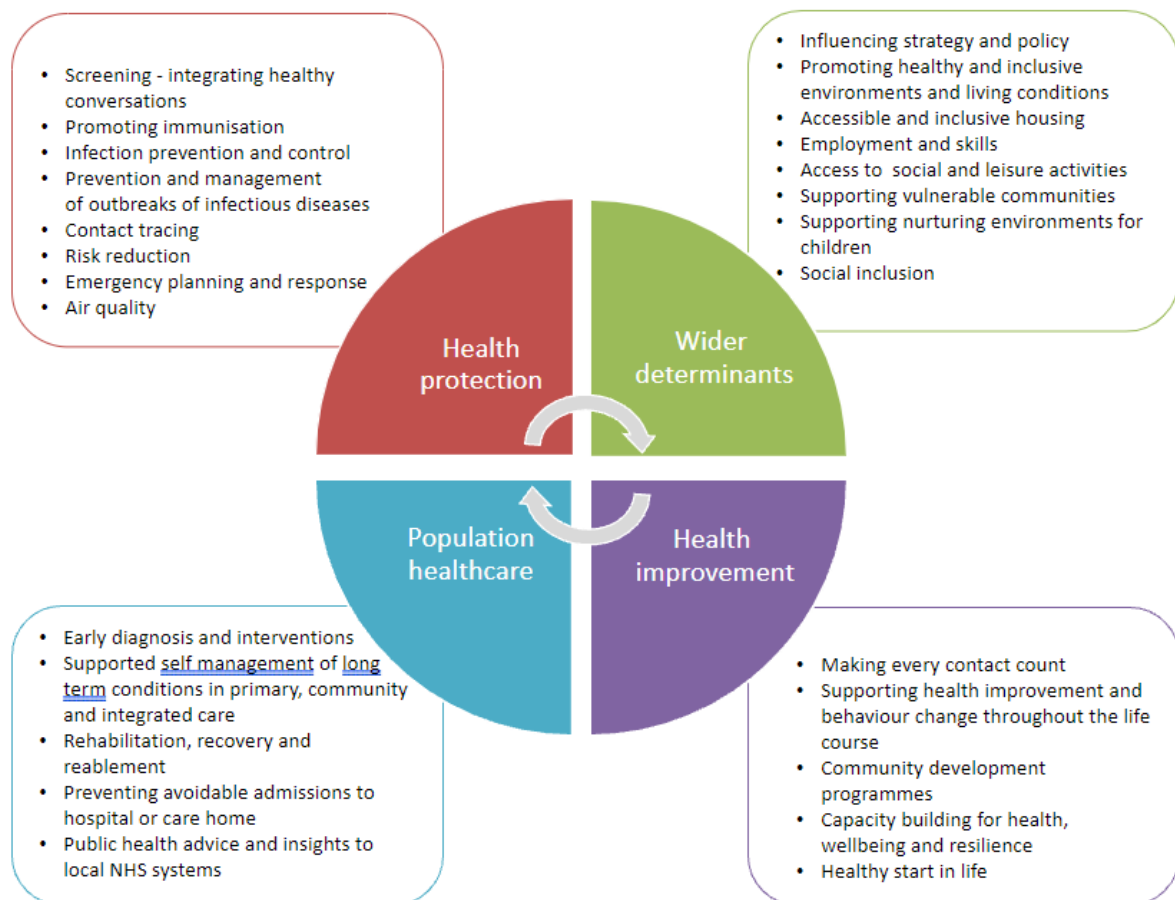 • Screening - integrating healthy
conversations
• Promoting immunisation
• Infection prevention and control
• Prevention and management
of outbreaks of infectious diseases
• Contact tracing
• Risk reduction
• Emergency planning and response
• Air quality
• Influencing strategy and policy
• Promoting healthy and inclusive
environments and living conditions
• Accessible and inclusive housing
• Employment and skills
• Access to social and leisure activities
• Supporting vulnerable communities
• Supporting nurturing environments for
children
• Social inclusion
Health
protection
Wider
determinants
Population
healthcare
Health
improvement
• Early diagnosis and interventions
• Supported self management of long
term conditions in primary, community
and integrated care
• Rehabilitation, recovery and
reablement
• Preventing avoidable admissions to
hospital or care home
• Public health advice and insights to
local NHS systems
• Making every contact count
• Supporting health improvement and
behaviour change throughout the life
course
• Community development
programmes
• Capacity building for health,
wellbeing and resilience
• Healthy start in life